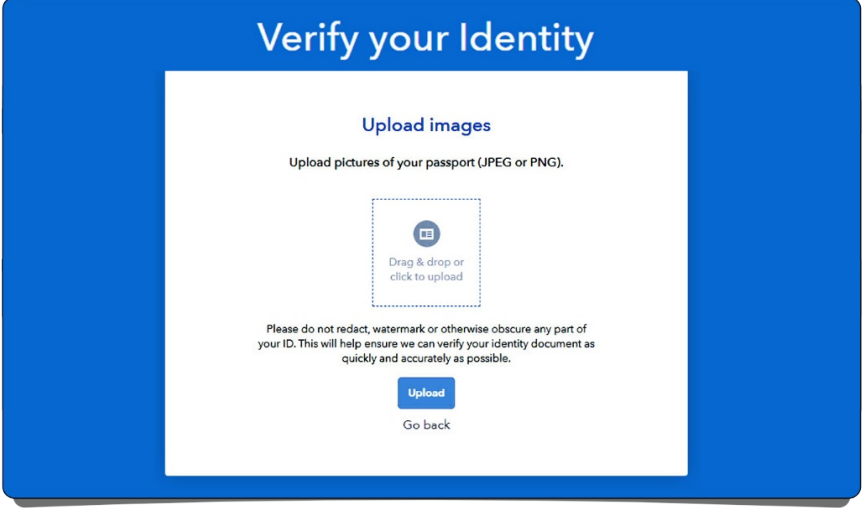 Verify your Identity
Upload images
Upload pictures of your passport (JPEG or PNG).
Drag & drop or
click to upload
Please do not redact, watermark or otherwise obscure any part of
your ID. This will help ensure we can verify your identity document as
quickly and accurately as possible.
Upload
Go back